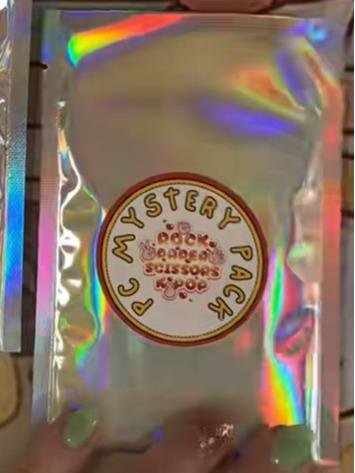 PC MYSTERY PACK
ROCK
PAPER
SCISSORS
K-POP